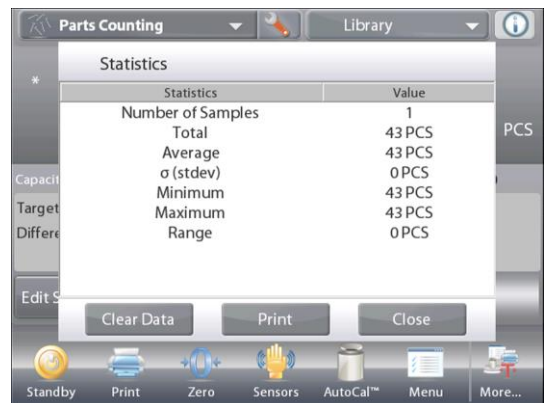 Parts Counting Library
Statistics
*
Statistics Value
Number of Samples 1
Total 43 PCS
PCS
Average 43 PCS
σ (stdev) 0 PCS
Capacit
Minimum 43 PCS
Target
Maximum 43 PCS
Differe
Range 0 PCS
Edit S
Clear Data Print Close
Standby Print Zero Sensors AutoCal™ Menu More...